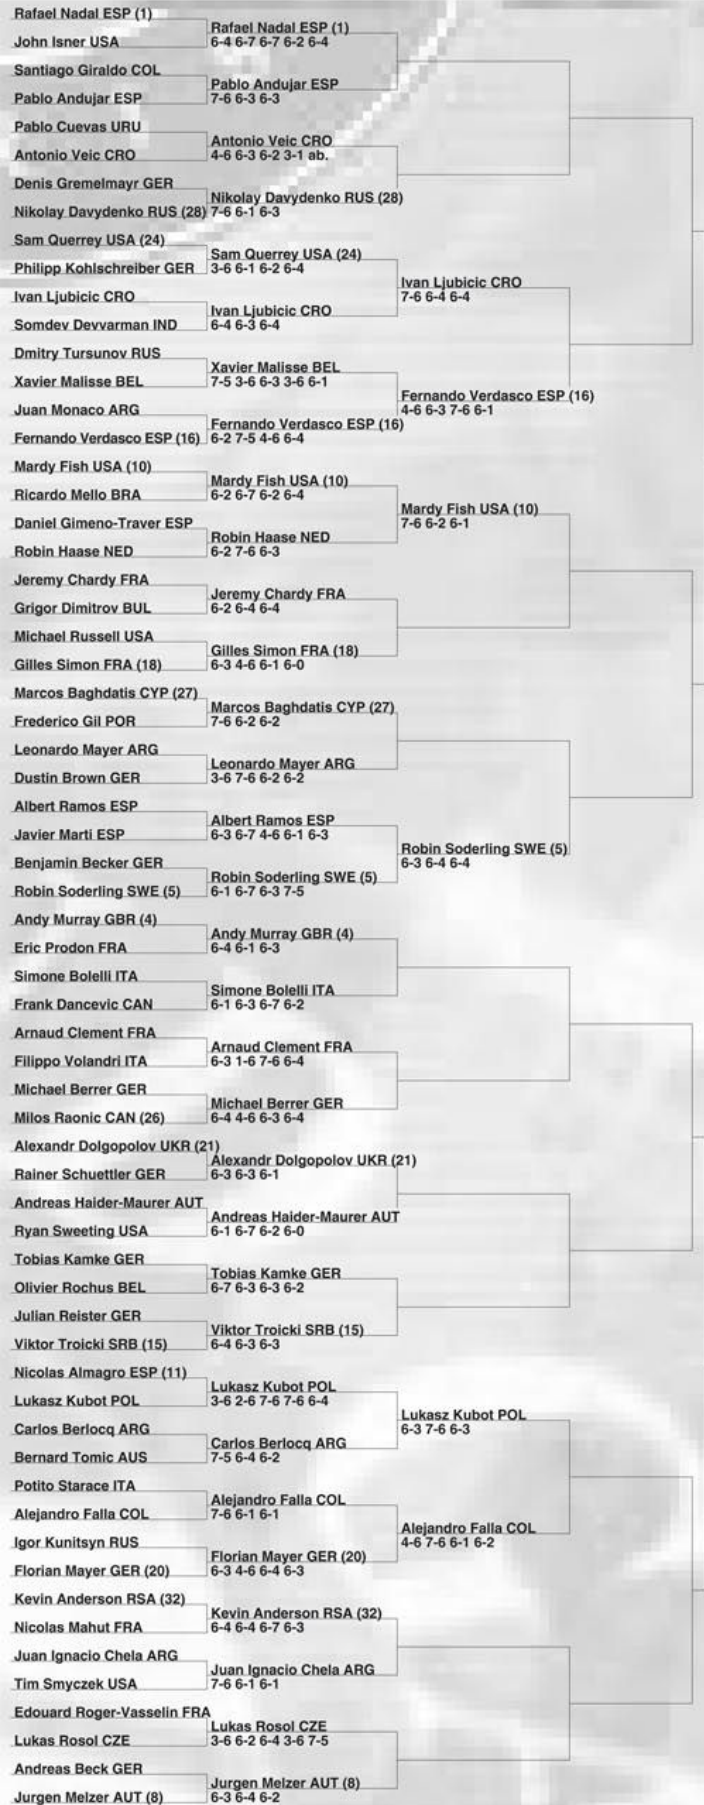 Rafael Nadal ESP (1)
John Isner USA
Santiago Giraldo COL
Pablo Andujar ESP
Pablo Cuevas URU
Antonio Veic CRO
Denis Gremelmayr GER
Nikolay Davydenko RUS (28)
Sam Querrey USA (24)
Philipp Kohlschreiber GER
Ivan Ljubicic CRO
Somdev Devvarman IND
Dmitry Tursunov RUS
Xavier Malisse BEL
Juan Monaco ARG
Fernando Verdasco ESP (16)
Mardy Fish USA (10)
Ricardo Mello BRA
Daniel Gimeno-Traver ESP
Robin Haase NED
Jeremy Chardy FRA
Grigor Dimitrov BUL
Michael Russell USA
Gilles Simon FRA (18)
Marcos Baghdatis CYP (27)
Frederico Gil POR
Leonardo Mayer ARG
Dustin Brown GER
Albert Ramos ESP
Javier Marti ESP
Benjamin Becker GER
Robin Soderling SWE (5)
Andy Murray GBR (4)
Eric Prodon FRA
Simone Bolelli ITA
Frank Dancevic CAN
Arnaud Clement FRA
Filippo Volandri ITA
Michael Berrer GER
Milos Raonic CAN (26)
Alexandr Dolgopolov UKR (21)
Rainer Schuettler GER
Andreas Haider-Maurer AUT
Ryan Sweeting USA
Tobias Kamke GER
Olivier Rochus BEL
Julian Reister GER
Viktor Troicki SRB (15)
Nicolas Almagro ESP (11)
Lukasz Kubot POL
Carlos Berlocq ARG
Bernard Tomic AUS
Potito Starace ITA
Alejandro Falla COL
Igor Kunitsyn RUS
Florian Mayer GER (20)
Kevin Anderson RSA (32)
Nicolas Mahut FRA
Juan Ignacio Chela ARG
Tim Smyczek USA
Edouard Roger-Vasselin FRA
Lukas Rosol CZE
Andreas Beck GER
Jurgen Melzer AUT (8)
Rafael Nadal ESP (1)
6-4 6-7 6-7 6-2 6-4
Pablo Andujar ESP
7-6 6-3 6-3
Antonio Veic CRO
4-6 6-3 6-2 3-1 ab.
Nikolay Davydenko RUS (28)
7-6 6-1 6-3
Sam Querrey USA (24)
3-6 6-1 6-2 6-4
Ivan Ljubicic CRO
6-4 6-3 6-4
Xavier Malisse BEL
7-5 3-6 6-3 3-6 6-1
Fernando Verdasco ESP (16)
6-2 7-5 4-6 6-4
Mardy Fish USA (10)
6-2 6-7 6-2 6-4
Robin Haase NED
6-2 7-6 6-3
Jeremy Chardy FRA
6-2 6-4 6-4
Gilles Simon FRA (18)
6-3 4-6 6-1 6-0
Marcos Baghdatis CYP (27)
7-6 6-2 6-2
Leonardo Mayer ARG
3-6 7-6 6-2 6-2
Albert Ramos ESP
6-3 6-7 4-6 6-1 6-3
Robin Soderling SWE (5)
6-1 6-7 6-3 7-5
Andy Murray GBR (4)
6-4 6-1 6-3
Simone Bolelli ITA
6-1 6-3 6-7 6-2
Arnaud Clement FRA
6-3 1-6 7-6 6-4
Michael Berrer GER
6-4 4-6 6-3 6-4
Alexandr Dolgopolov UKR (21)
6-3 6-3 6-1
Andreas Haider-Maurer AUT
6-1 6-7 6-2 6-0
Tobias Kamke GER
6-7 6-3 6-3 6-2
Viktor Troicki SRB (15)
6-4 6-3 6-3
Lukasz Kubot POL
3-6 2-6 7-6 7-6 6-4
Carlos Berlocq ARG
7-5 6-4 6-2
Alejandro Falla COL
7-6 6-1 6-1
Florian Mayer GER (20)
6-3 4-6 6-4 6-3
Kevin Anderson RSA (32)
6-4 6-4 6-7 6-3
Juan Ignacio Chela ARG
7-6 6-1 6-1
Lukas Rosol CZE
3-6 6-2 6-4 3-6 7-5
Jurgen Melzer AUT (8)
6-3 6-4 6-2
Ivan Ljubicic CRO
7-6 6-4 6-4
Fernando Verdasco ESP (16)
4-6 6-3 7-6 6-1
Mardy Fish USA (10)
7-6 6-2 6-1
Robin Soderling SWE (5)
6-3 6-4 6-4
Lukasz Kubot POL
6-3 7-6 6-3
Alejandro Falla COL
4-6 7-6 6-1 6-2